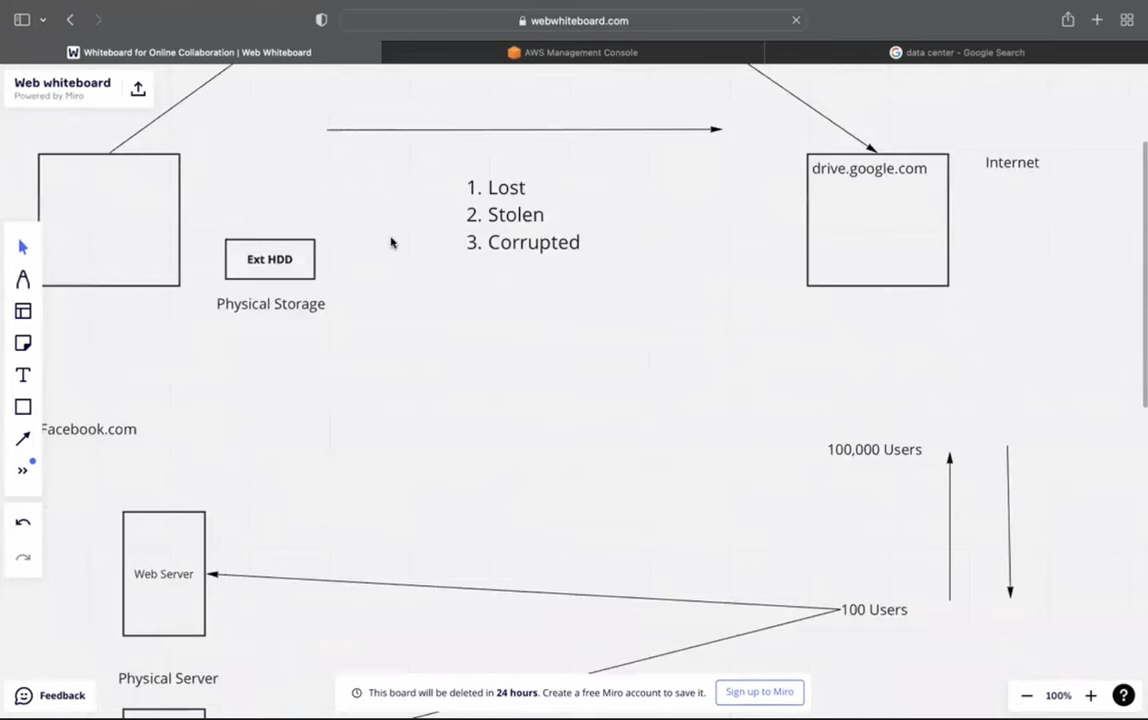 webwhiteboard.com
Whiteboard for Online Collaboration | Web Whiteboard
AWS Management Console
data center - Google Search
Web whiteboard
Powered by Miro
drive.google.com
Internet
1. Lost
2. Stolen
3. Corrupted
Ext HDD
Physical Storage
Facebook.com
100,000 Users
Web Server
100 Users
Physical Server
Feedback
This board will be deleted in 24 hours. Create a free Miro account to save it.
Sign up to Miro
100%